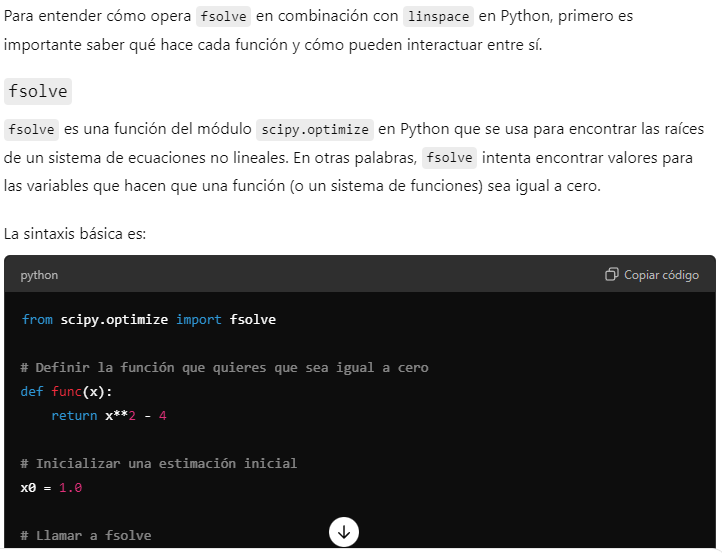 Para entender cómo opera fsolve en combinación con linspace en Python, primero es
importante saber qué hace cada función y cómo pueden interactuar entre sí.
fsolve
fsolve es una función del módulo scipy.optimize en Python que se usa para encontrar las raíces
de un sistema de ecuaciones no lineales. En otras palabras, fsolve intenta encontrar valores para
las variables que hacen que una función (o un sistema de funciones) sea igual a cero.
La sintaxis básica es:
python Copiar código
from scipy.optimize import fsolve
# Definir la función que quieres que sea igual a cero
def func(x):
    return x**2 - 4
# Inicializar una estimación inicial
x0 = 1.0
# Llamar a fsolve